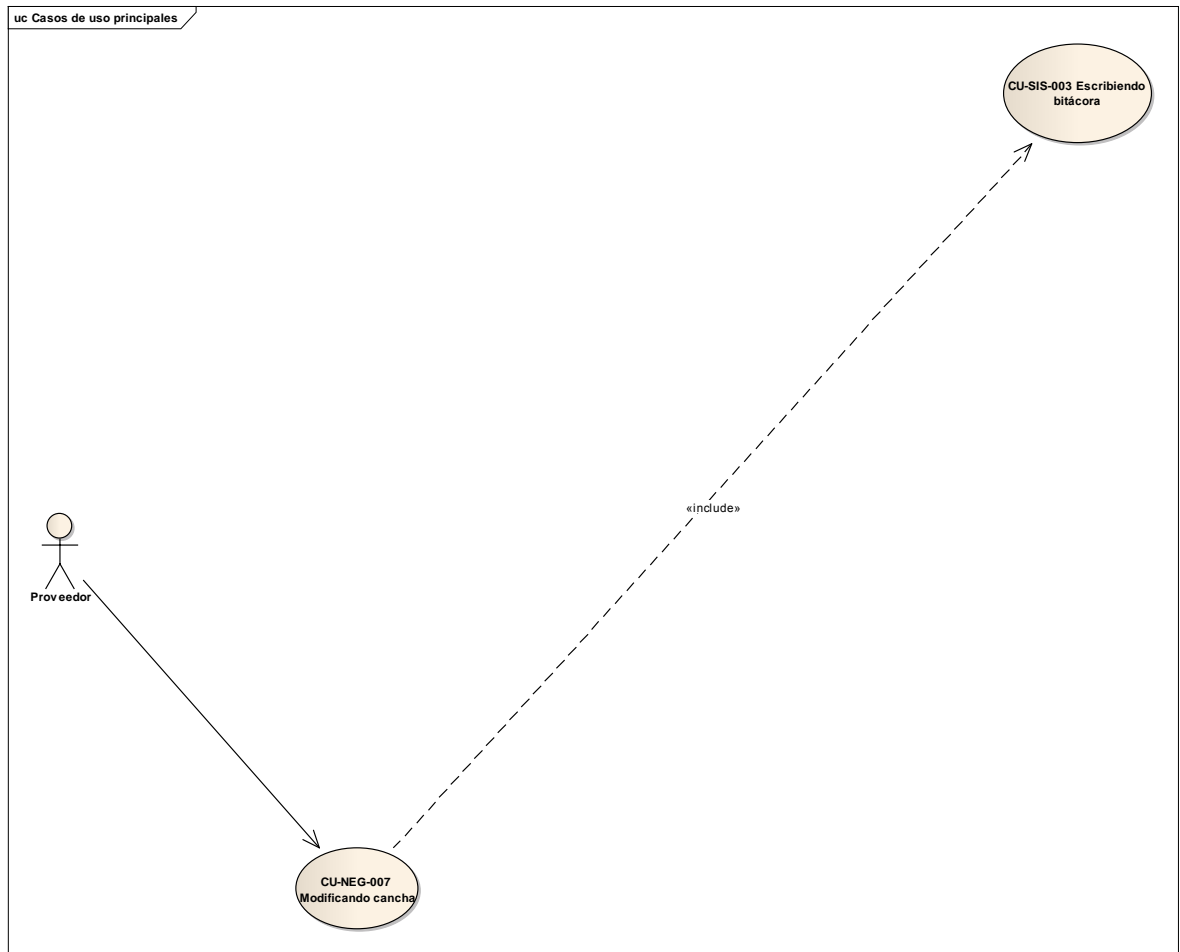 uc Casos de uso principales
CU-SIS-003 Escribiendo
bitácora
«include»
Proveedor
CU-NEG-007
Modificando cancha